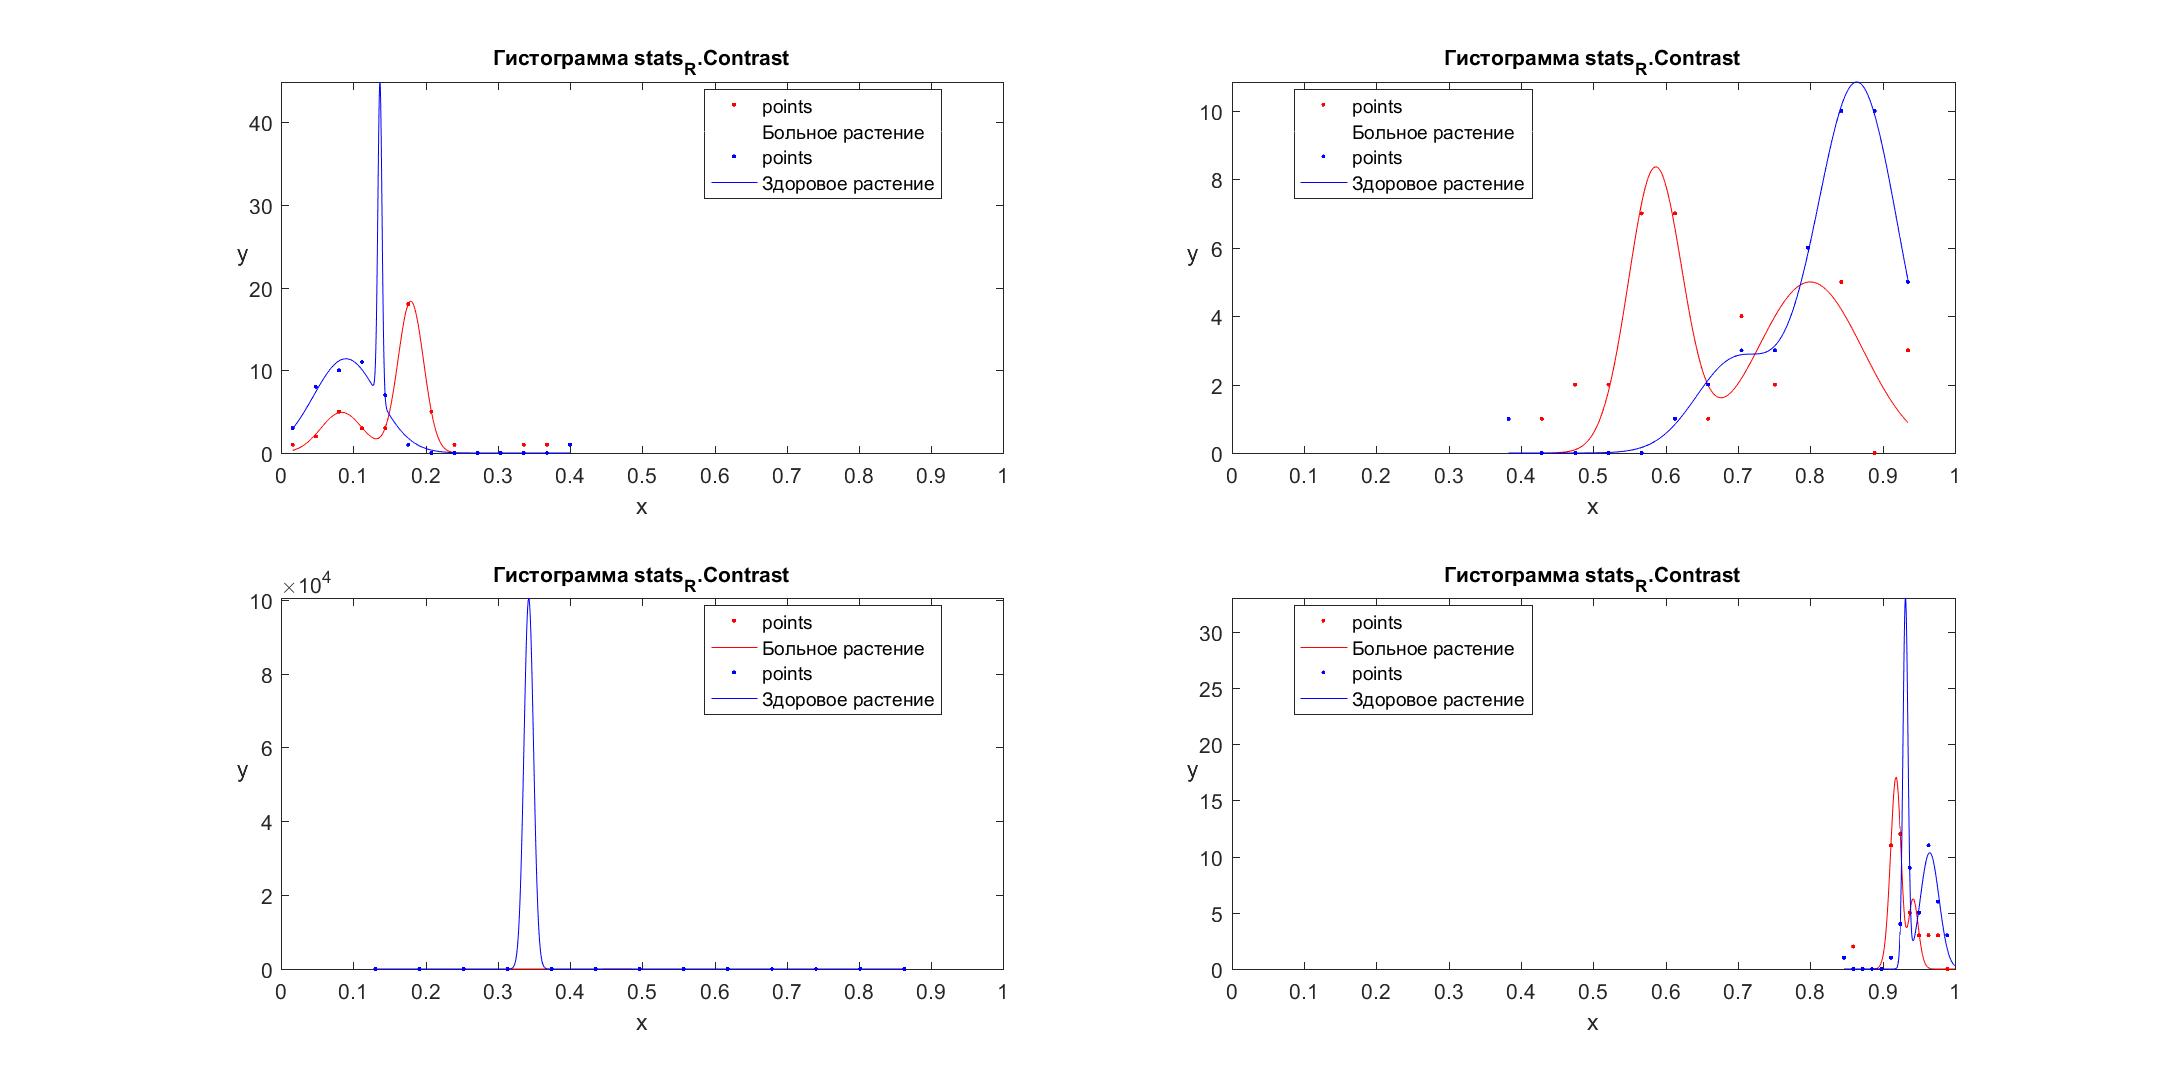 Гистограмма stats_R.Contrast
points
Больное растение
points
Здоровое растение
40
30
20
10
0
y
0 0.1 0.2 0.3 0.4 0.5 0.6 0.7 0.8 0.9 1
x
Гистограмма stats_R.Contrast
points
Больное растение
points
Здоровое растение
10
8
6
4
2
0
y
0 0.1 0.2 0.3 0.4 0.5 0.6 0.7 0.8 0.9 1
x
Гистограмма stats_R.Contrast
×10^4
points
Больное растение
points
Здоровое растение
10
8
6
4
2
0
y
0 0.1 0.2 0.3 0.4 0.5 0.6 0.7 0.8 0.9 1
x
Гистограмма stats_R.Contrast
points
Больное растение
points
Здоровое растение
30
25
20
15
10
5
0
y
0 0.1 0.2 0.3 0.4 0.5 0.6 0.7 0.8 0.9 1
x